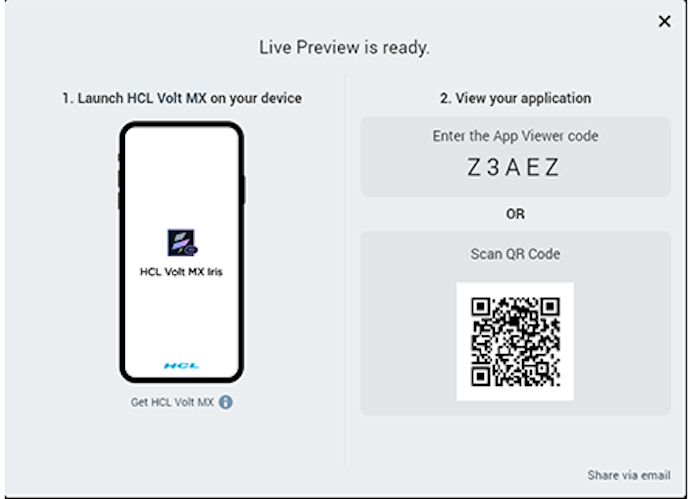 Live Preview is ready.
1. Launch HCL Volt MX on your device
HCL Volt MX Iris
HCL
Get HCL Volt MX
2. View your application
Enter the App Viewer code
Z3AEZ
OR
Scan QR Code
Share via email